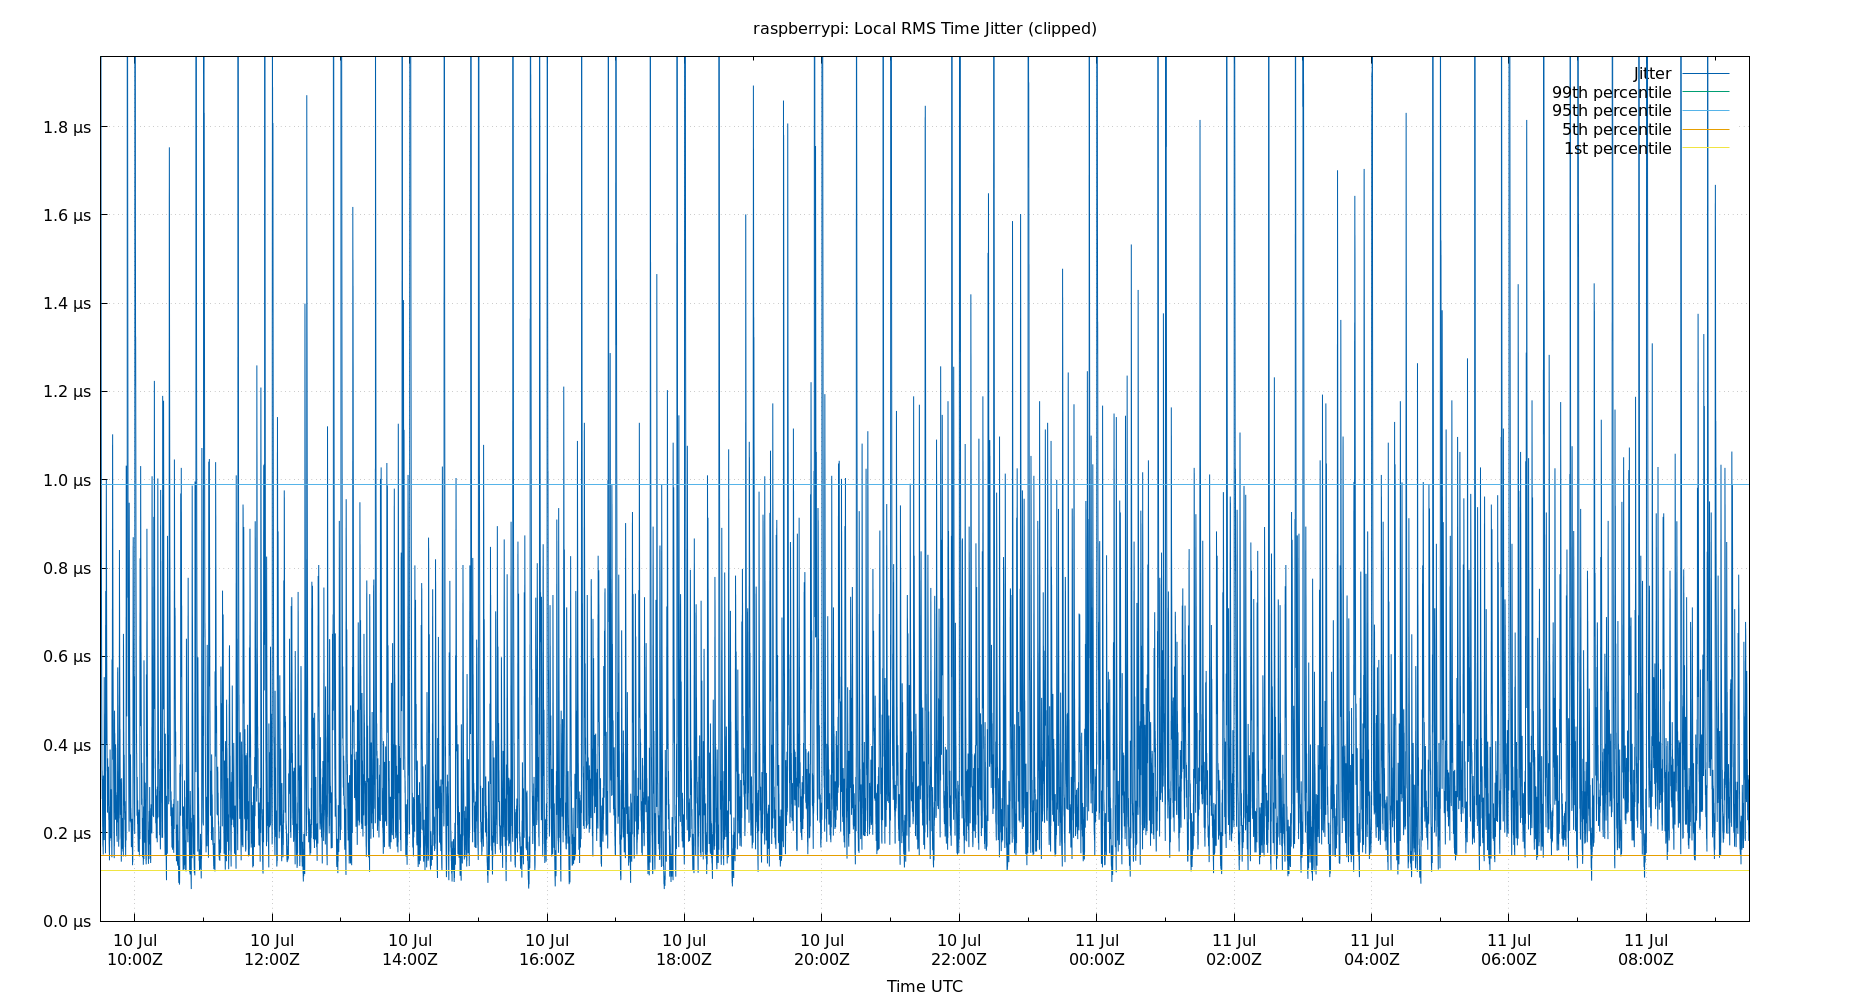 raspberrypi: Local RMS Time Jitter (clipped)
Jitter
99th percentile
95th percentile
5th percentile
1st percentile
1.8 μs
1.6 μs
1.4 μs
1.2 μs
1.0 μs
0.8 μs
0.6 μs
0.4 μs
0.2 μs
0.0 μs
10 Jul 10 Jul 10 Jul 10 Jul 10 Jul 10 Jul 10 Jul 11 Jul 11 Jul 11 Jul 11 Jul 11 Jul
10:00Z 12:00Z 14:00Z 16:00Z 18:00Z 20:00Z 22:00Z 00:00Z 02:00Z 04:00Z 06:00Z 08:00Z
Time UTC